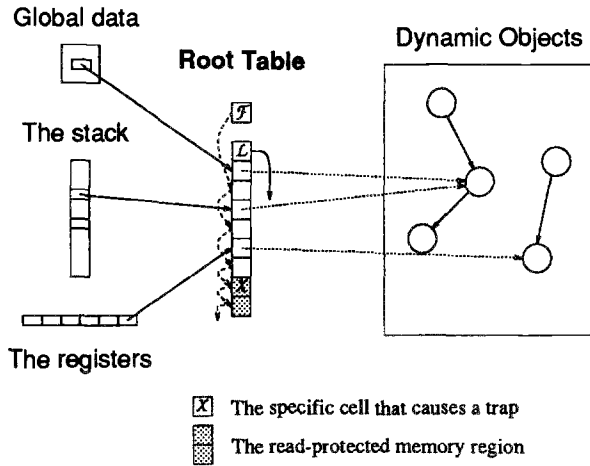 Global data
Root Table
Dynamic Objects
The stack
F
L
X
The registers
X The specific cell that causes a trap
The read-protected memory region